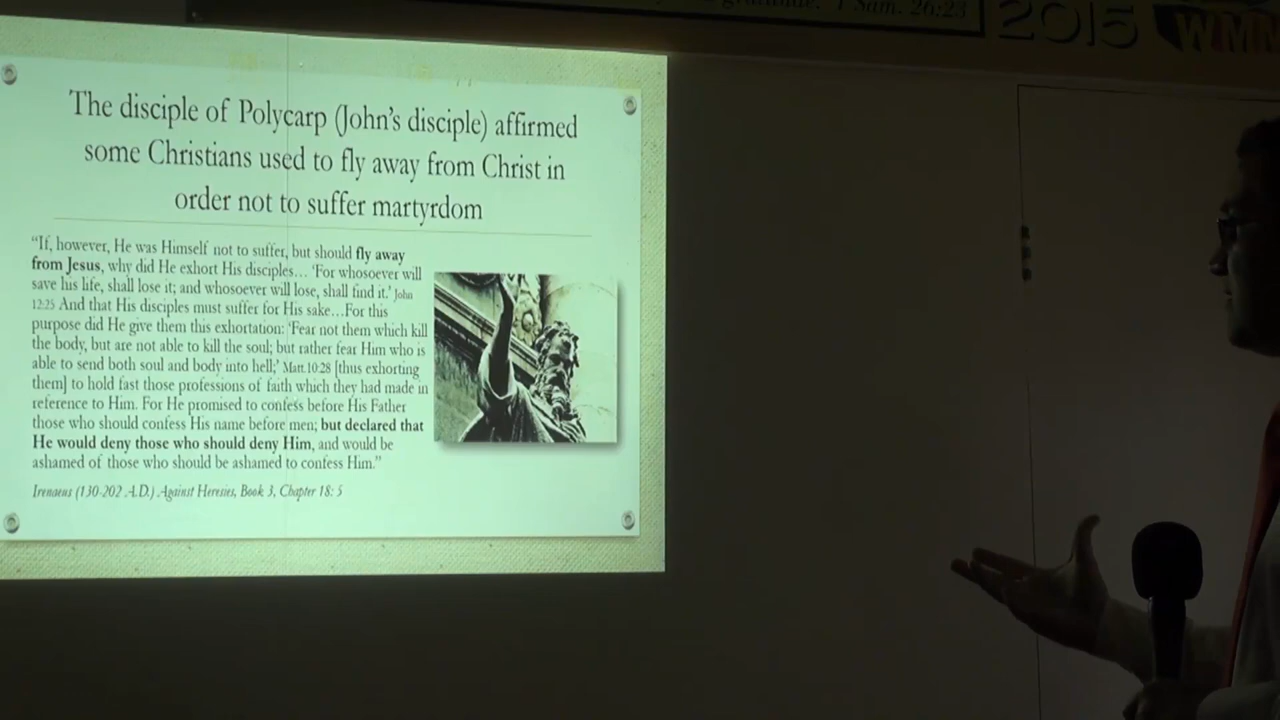 gratitude. 1 Sam. 26:23
2015 WMM
The disciple of Polycarp (John's disciple) affirmed
some Christians used to fly away from Christ in
order not to suffer martyrdom
“If, however, He was Himself not to suffer, but should fly away
from Jesus, why did He exhort His disciples... ‘For whosoever will
save his life, shall lose it; and whosoever will lose, shall find it.’ John
12:25 And that His disciples must suffer for His sake...For this
purpose did He give them this exhortation: ‘Fear not them which kill
the body, but are not able to kill the soul; but rather fear Him who is
able to send both soul and body into hell;’ Matt. 10:28 [thus exhorting
them] to hold fast those professions of faith which they had made in
reference to Him. For He promised to confess before His Father
those who should confess His name before men; but declared that
He would deny those who should deny Him, and would be
ashamed of those who should be ashamed to confess Him.”
Irenaeus (130-202 A.D.) Against Heresies, Book 3, Chapter 18: 5